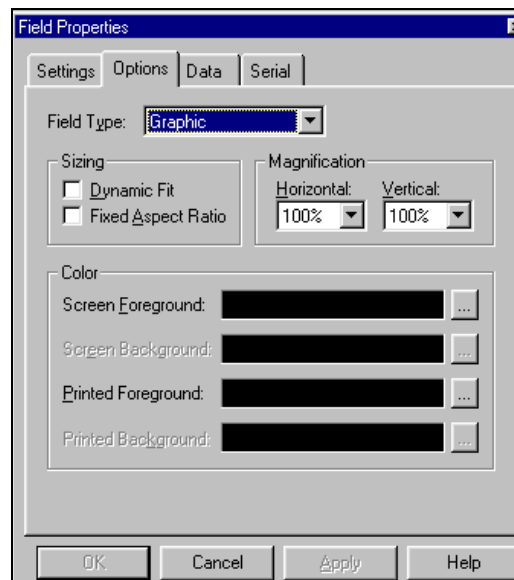 Field Properties
Settings Options Data Serial
Field Type: Graphic
Sizing
Magnification
Dynamic Fit
Fixed Aspect Ratio
Horizontal: Vertical:
100% 100%
Color
Screen Foreground: ...
Screen Background: ...
Printed Foreground: ...
Printed Background: ...
OK Cancel Apply Help